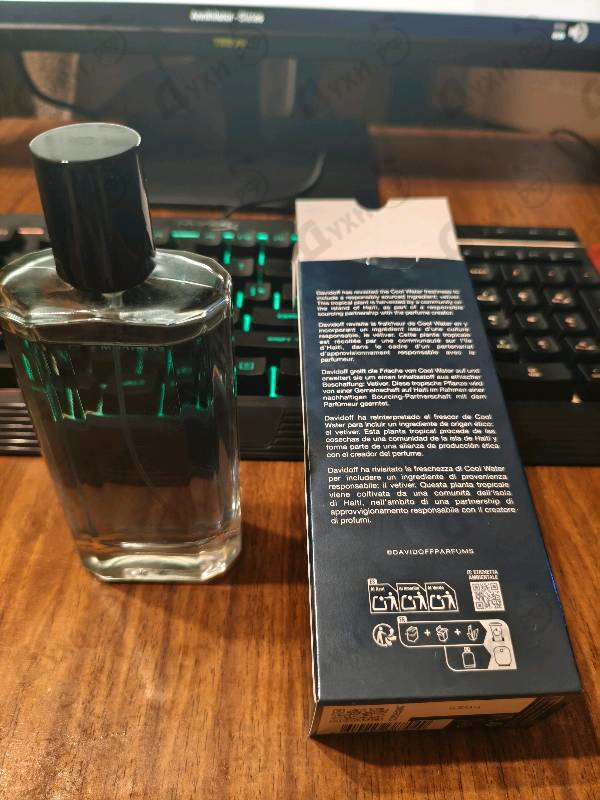 Духи.рф
Davidoff has revisited the Cool Water freshness to
include a responsibly sourced ingredient: vetiver.
This tropical plant is harvested by a community on
the island of Haiti, as part of a responsible
sourcing partnership with the perfume creator.
Davidoff revisite la fraîcheur de Cool Water en y
incorporant un ingrédient issu d'une culture
responsable, le vetiver. Cette plante tropicale
est récoltée par une communauté sur l'île
d'Haïti, dans le cadre d'un partenariat
d'approvisionnement responsable avec le
parfumeur.
Davidoff greift die Frische von Cool Water auf und
erweitert sie um einen Inhaltsstoff aus ethischer
Beschaffung: Vetiver. Diese tropische Pflanze wird
von einer Gemeinschaft auf Haiti im Rahmen einer
nachhaltigen Sourcing-Partnerschaft mit dem
Parfümeur geerntet.
Davidoff ha reinterpretado el frescor de Cool
Water para incluir un ingrediente de origen ético:
el vetiver. Esta planta tropical procede de las
cosechas de una comunidad de la isla de Haití y
forma parte de una alianza de producción ética
con el creador del perfume.
Davidoff ha rivisitato la freschezza di Cool Water
per includere un ingrediente di provenienza
responsabile: il vetiver. Questa pianta tropicale
viene coltivata da una comunità dell'isola
di Haiti, nell'ambito di una partnership di
approvvigionamento responsabile con il creatore
di profumi.
@DAVIDOFFPARFUMS
(I) ETICHETTA
AMBIENTALE